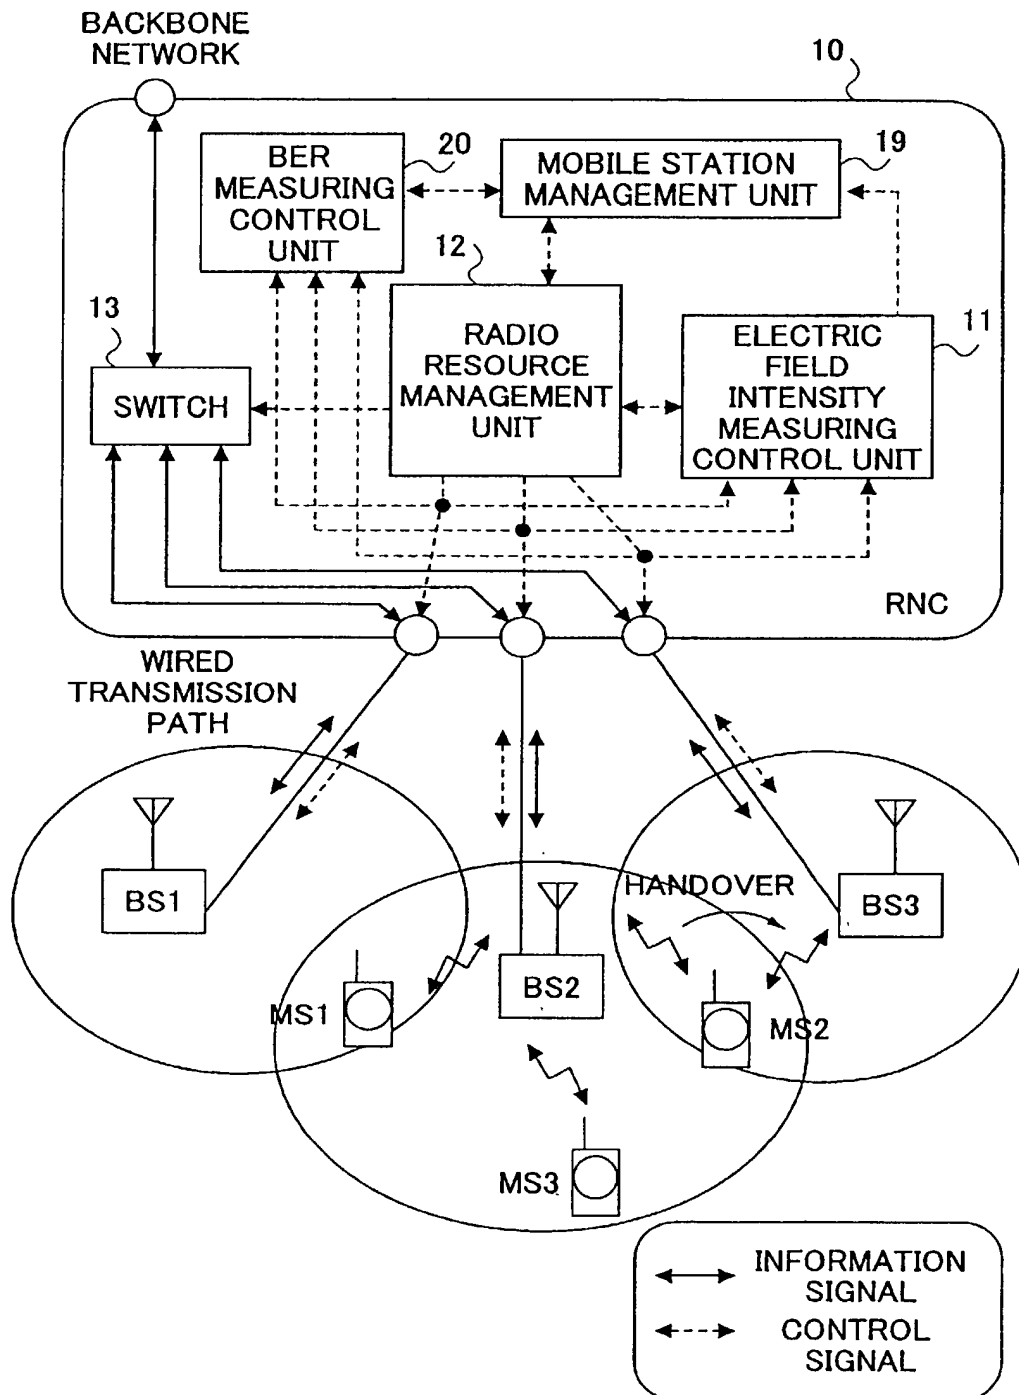 BACKBONE
NETWORK
10
20
BER
MEASURING
CONTROL
UNIT
MOBILE STATION
MANAGEMENT UNIT
19
12
13
RADIO
RESOURCE
MANAGEMENT
UNIT
ELECTRIC
FIELD
INTENSITY
MEASURING
CONTROL UNIT
11
SWITCH
RNC
WIRED
TRANSMISSION
PATH
BS1
HANDOVER
BS3
BS2
MS1
MS2
MS3
INFORMATION
SIGNAL
CONTROL
SIGNAL